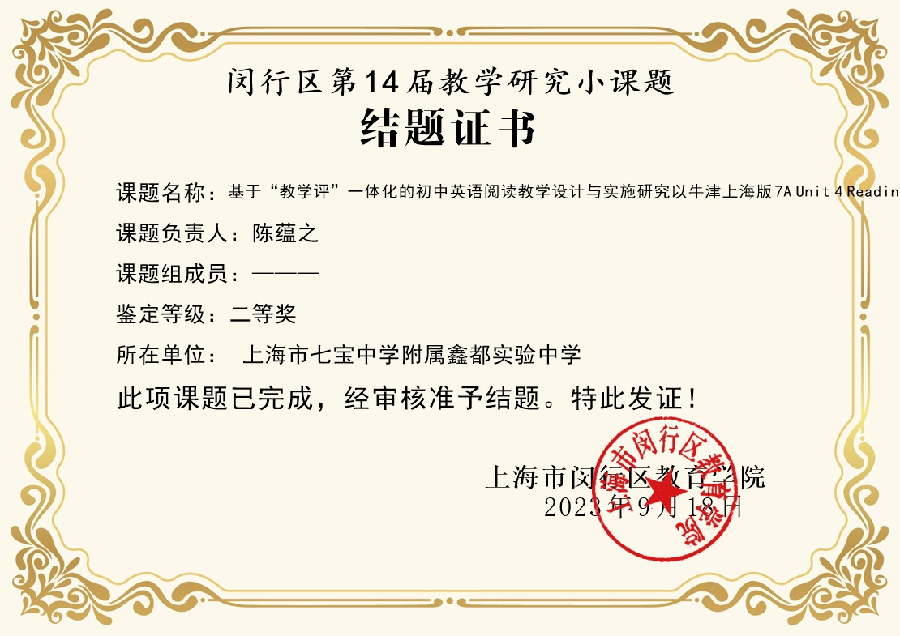 闵行区第14届教学研究小课题
结题证书
课题名称：基于“教学评”一体化的初中英语阅读教学设计与实施研究以牛津上海版7A Unit 4 Readin
课题负责人：陈蕴之
课题组成员：———
鉴定等级：二等奖
所在单位： 上海市七宝中学附属鑫都实验中学
此项课题已完成，经审核准予结题。特此发证！
上海市闵行区教育学院
2023年9月18日
上海市闵行区教育学院